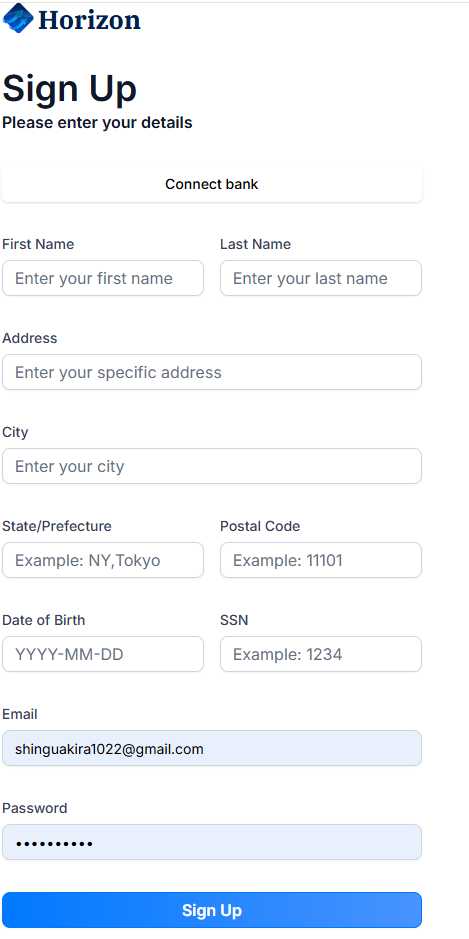 Horizon
Sign Up
Please enter your details
Connect bank
First Name Last Name
Enter your first name Enter your last name
Address
Enter your specific address
City
Enter your city
State/Prefecture Postal Code
Example: NY,Tokyo Example: 11101
Date of Birth SSN
YYYY-MM-DD Example: 1234
Email
shinguakira1022@gmail.com
Password
••••••••••
Sign Up